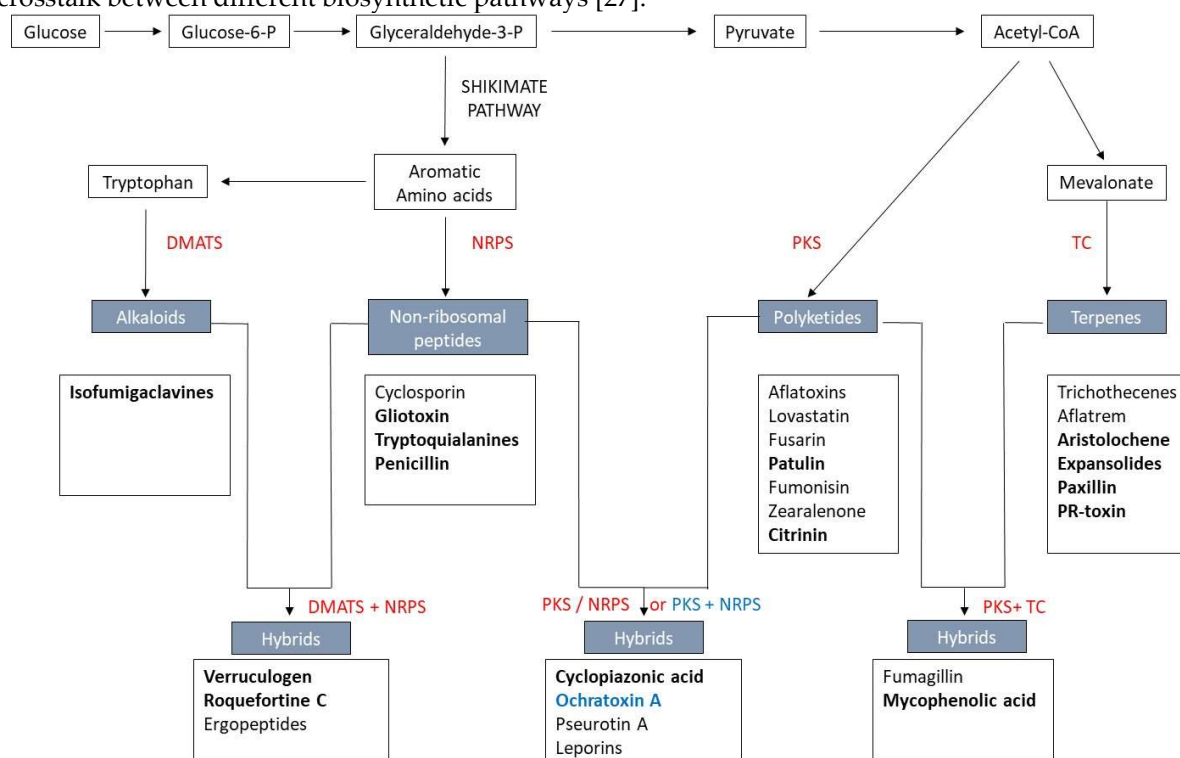 crosstalk between different biosynthetic pathways [27].
Glucose
Glucose-6-P
Glyceraldehyde-3-P
Pyruvate
Acetyl-CoA
SHIKIMATE
PATHWAY
Tryptophan
Aromatic
Amino acids
Mevalonate
DMATS
NRPS
PKS
TC
Alkaloids
Non-ribosomal
peptides
Polyketides
Terpenes
Isofumigaclavines
Cyclosporin
Gliotoxin
Tryptoquialanines
Penicillin
Aflatoxins
Lovastatin
Fusarin
Patulin
Fumonisin
Zearalenone
Citrinin
Trichothecenes
Aflatrem
Aristolochene
Expansolides
Paxillin
PR-toxin
DMATS + NRPS
PKS / NRPS or PKS + NRPS
PKS+ TC
Hybrids
Hybrids
Hybrids
Verruculogen
Roquefortine C
Ergopeptides
Cyclopiazonic acid
Ochratoxin A
Pseurotin A
Leporins
Fumagillin
Mycophenolic acid